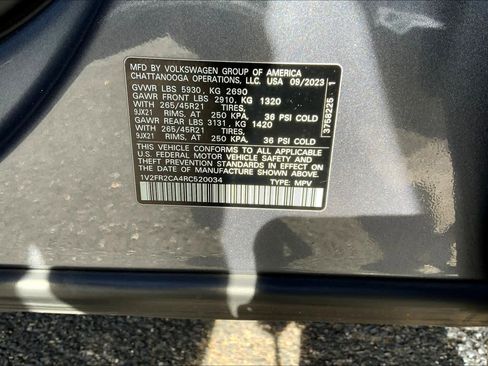 MFD BY VOLKSWAGEN GROUP OF AMERICA
CHATTANOOGA OPERATIONS, LLC. USA 09/2023
GVWR LBS 5930, KG 2690
GAWR FRONT LBS 2910, KG 1320
WITH 265/45R21 TIRES,
9JX21 RIMS, AT 250 KPA, 36 PSI COLD
GAWR REAR LBS 3131, KG 1420
WITH 265/45R21 TIRES,
9JX21 RIMS, AT 250 KPA, 36 PSI COLD
THIS VEHICLE CONFORMS TO ALL APPLICABLE
U.S. FEDERAL MOTOR VEHICLE SAFETY AND
THEFT PREVENTION STANDARDS IN EFFECT ON
THE DATE OF MANUFACTURE SHOWN ABOVE.
1V2FR2CA4RC520034 TYPE: MPV
3758225 1